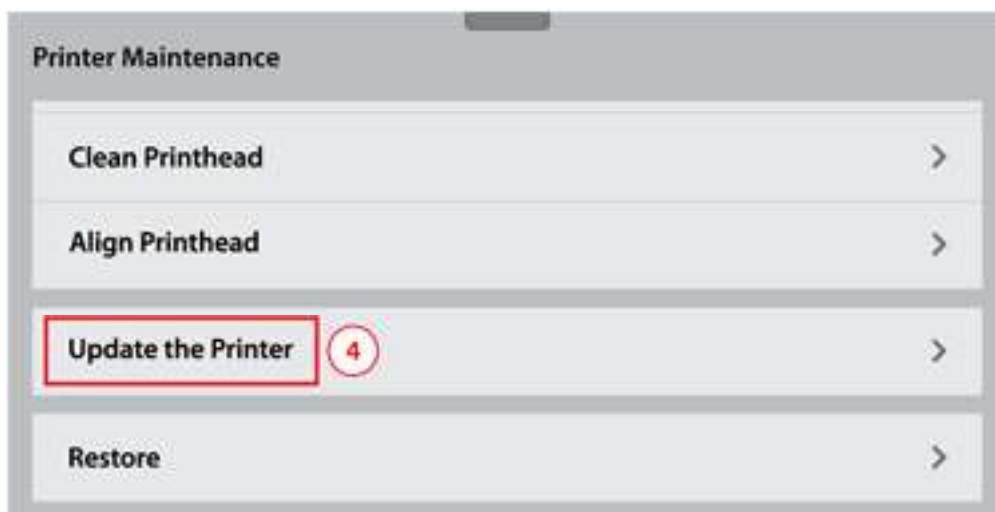 Printer Maintenance
Clean Printhead
Align Printhead
Update the Printer 4
Restore